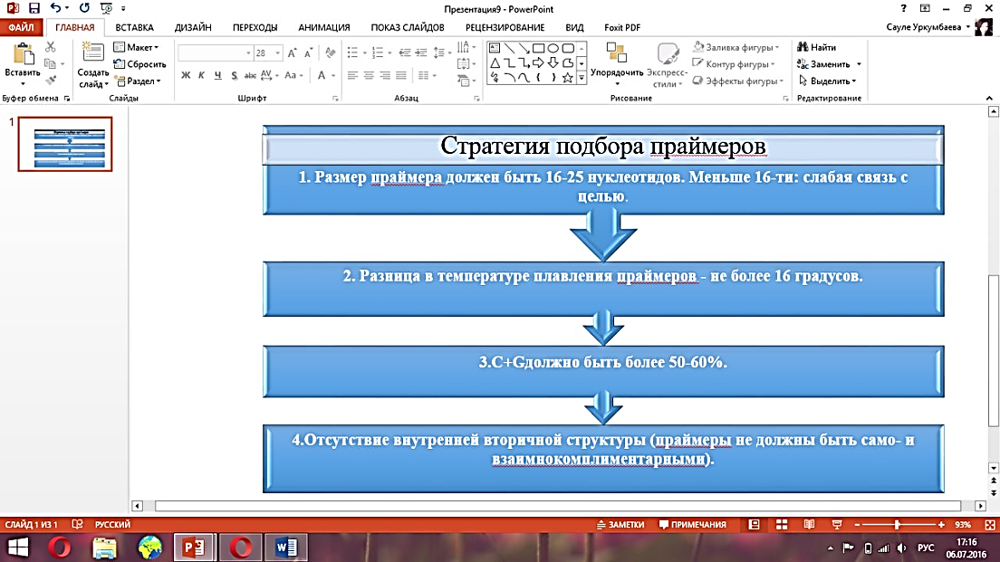 Презентация9 - PowerPoint
ФАЙЛ ГЛАВНАЯ ВСТАВКА ДИЗАЙН ПЕРЕХОДЫ АНИМАЦИЯ ПОКАЗ СЛАЙДОВ РЕЦЕНЗИРОВАНИЕ ВИД Foxit PDF Сауле Уркумбаева
Вставить
Создать слайд
Макет
Сбросить
Раздел
28
Ж К Ч S abc AV Aa А
Упорядочить
Экспресс-стили
Заливка фигуры
Контур фигуры
Эффекты фигуры
Найти
Заменить
Выделить
Буфер обмена Слайды Шрифт Абзац Рисование Редактирование
1
Стратегия подбора праймеров
1. Размер праймера должен быть 16-25 нуклеотидов. Меньше 16-ти: слабая связь с
целью.
2. Разница в температуре плавления праймеров - не более 16 градусов.
3.C+Gдолжно быть более 50-60%.
4.Отсутствие внутренней вторичной структуры (праймеры не должны быть само- и
взаимнокомплиментарными).
СЛАЙД 1 ИЗ 1 РУССКИЙ ЗАМЕТКИ ПРИМЕЧАНИЯ 93%
РУС
17:16
06.07.2016